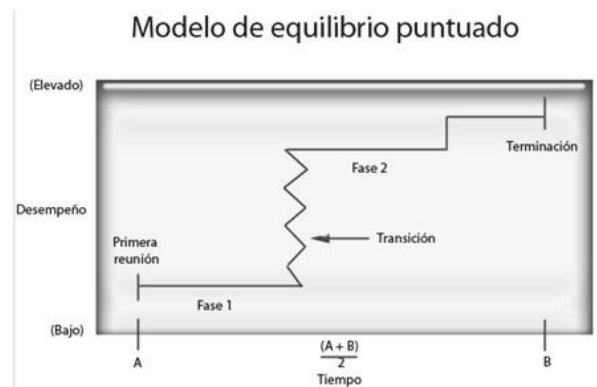 Modelo de equilibrio puntuado
(Elevado)
Terminación
Fase 2
Desempeño
Transición
Primera
reunión
Fase 1
(Bajo)
A
(A + B)
2
B
Tiempo